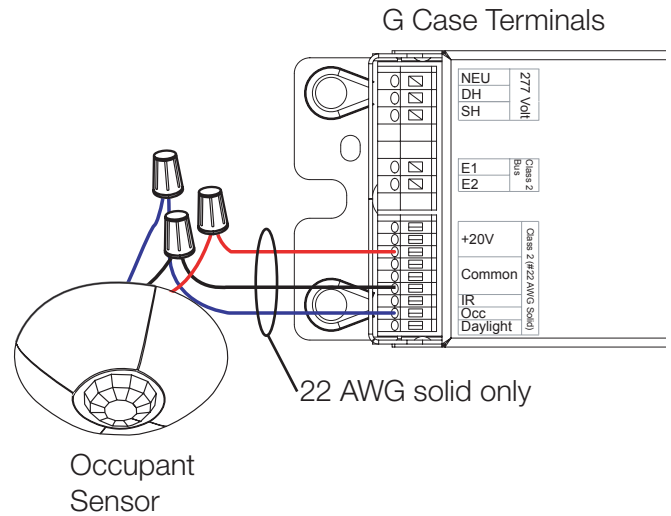 G Case Terminals
NEU
DH
SH
277 Volt
E1
E2
Class 2
Bus
+20V
Common
IR
Occ
Daylight
Class 2 (#22 AWG Solid)
22 AWG solid only
Occupant
Sensor